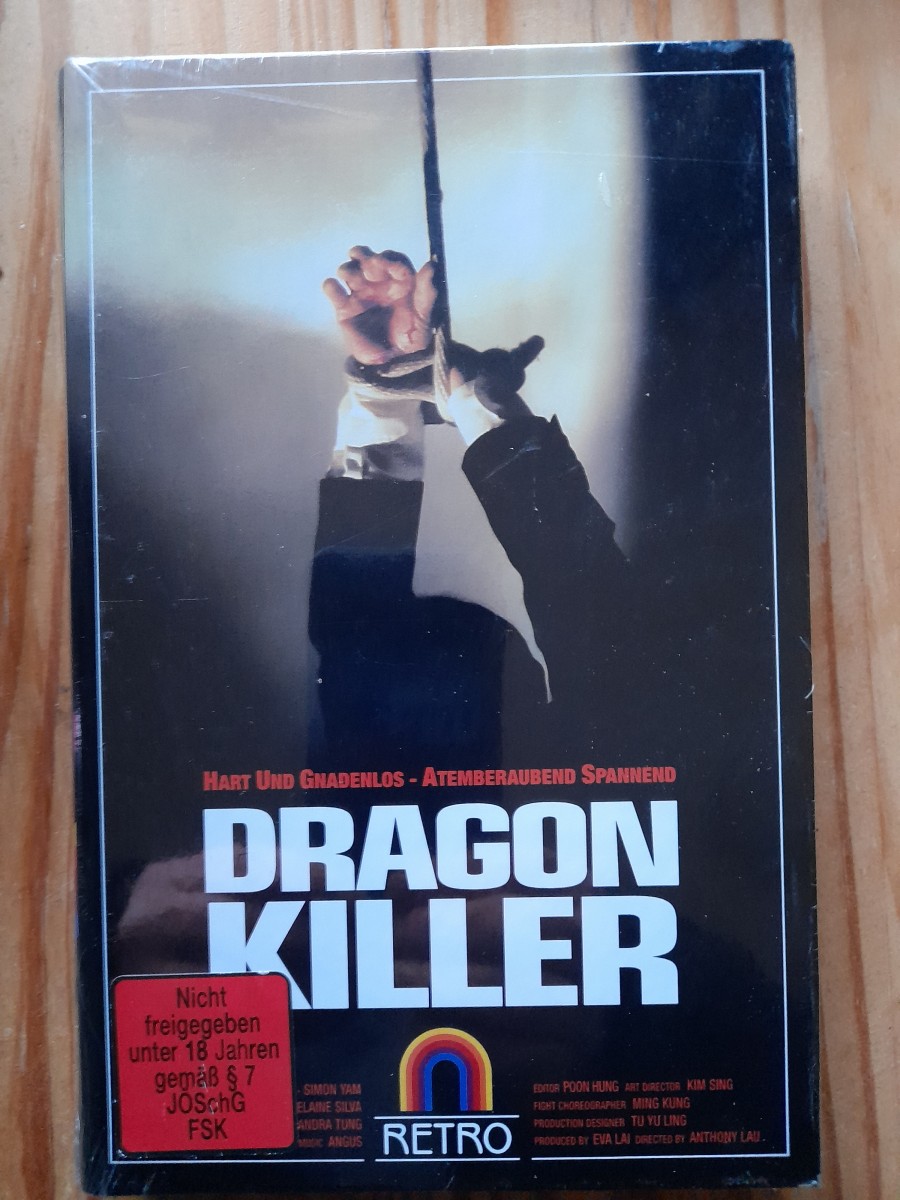 HART UND GNADENLOS - ATEMBERAUBEND SPANNEND
DRAGON
KILLER
Nicht
freigegeben
unter 18 Jahren
gemäß § 7
JÖSchG
FSK
- SIMON YAM
ELAINE SILVA
ANDRA TUNG
MUSIC ANGUS
RETRO
EDITOR POON HUNG ART DIRECTOR KIM SING
FIGHT CHOREOGRAPHER MING KUNG
PRODUCTION DESIGNER TU YU LING
PRODUCED BY EVA LAI DIRECTED BY ANTHONY LAU